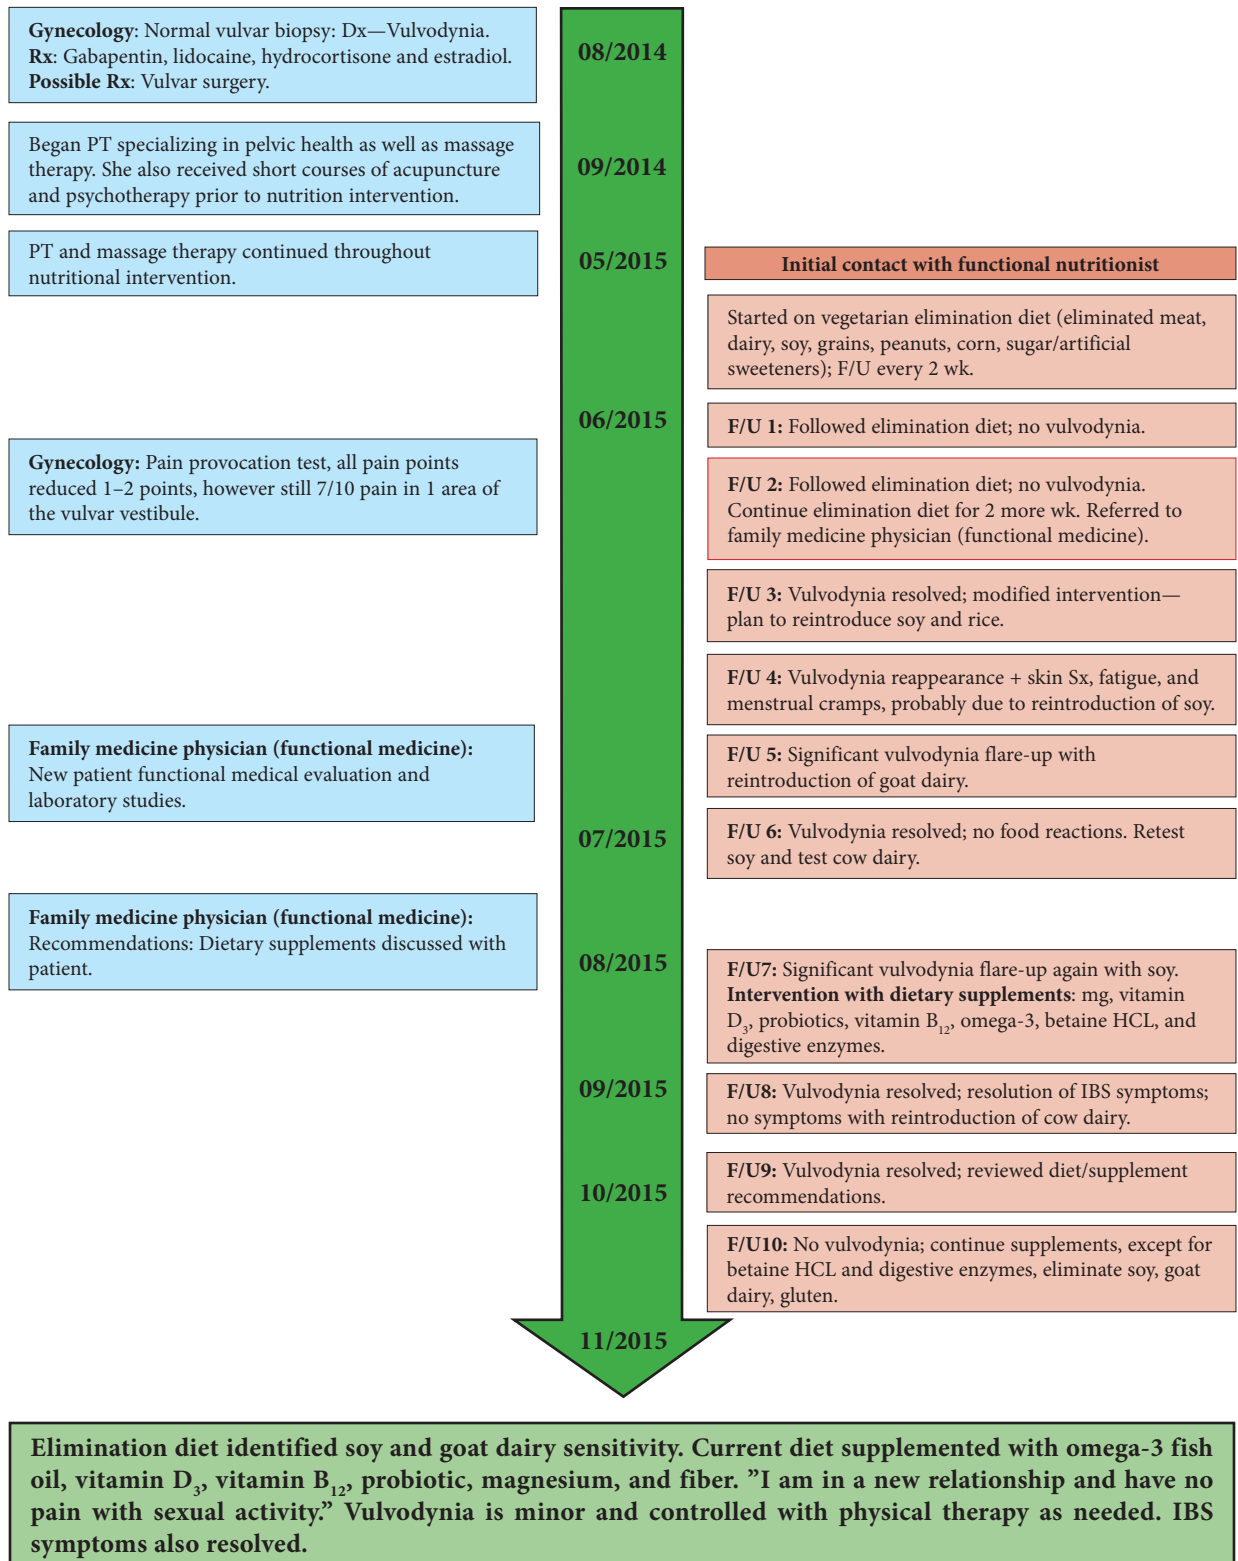 Gynecology: Normal vulvar biopsy: Dx—Vulvodynia.
Rx: Gabapentin, lidocaine, hydrocortisone and estradiol.
Possible Rx: Vulvar surgery.
08/2014
Began PT specializing in pelvic health as well as massage
therapy. She also received short courses of acupuncture
and psychotherapy prior to nutrition intervention.
09/2014
PT and massage therapy continued throughout
nutritional intervention.
05/2015
Initial contact with functional nutritionist
Started on vegetarian elimination diet (eliminated meat,
dairy, soy, grains, peanuts, corn, sugar/artificial
sweeteners); F/U every 2 wk.
06/2015
F/U 1: Followed elimination diet; no vulvodynia.
Gynecology: Pain provocation test, all pain points
reduced 1–2 points, however still 7/10 pain in 1 area of
the vulvar vestibule.
F/U 2: Followed elimination diet; no vulvodynia.
Continue elimination diet for 2 more wk. Referred to
family medicine physician (functional medicine).
F/U 3: Vulvodynia resolved; modified intervention—
plan to reintroduce soy and rice.
F/U 4: Vulvodynia reappearance + skin Sx, fatigue, and
menstrual cramps, probably due to reintroduction of soy.
Family medicine physician (functional medicine):
New patient functional medical evaluation and
laboratory studies.
F/U 5: Significant vulvodynia flare-up with
reintroduction of goat dairy.
07/2015
F/U 6: Vulvodynia resolved; no food reactions. Retest
soy and test cow dairy.
Family medicine physician (functional medicine):
Recommendations: Dietary supplements discussed with
patient.
08/2015
F/U7: Significant vulvodynia flare-up again with soy.
Intervention with dietary supplements: mg, vitamin
D₃, probiotics, vitamin B₁₂, omega-3, betaine HCL, and
digestive enzymes.
09/2015
F/U8: Vulvodynia resolved; resolution of IBS symptoms;
no symptoms with reintroduction of cow dairy.
10/2015
F/U9: Vulvodynia resolved; reviewed diet/supplement
recommendations.
F/U10: No vulvodynia; continue supplements, except for
betaine HCL and digestive enzymes, eliminate soy, goat
dairy, gluten.
11/2015
Elimination diet identified soy and goat dairy sensitivity. Current diet supplemented with omega-3 fish
oil, vitamin D₃, vitamin B₁₂, probiotic, magnesium, and fiber. ”I am in a new relationship and have no
pain with sexual activity.” Vulvodynia is minor and controlled with physical therapy as needed. IBS
symptoms also resolved.